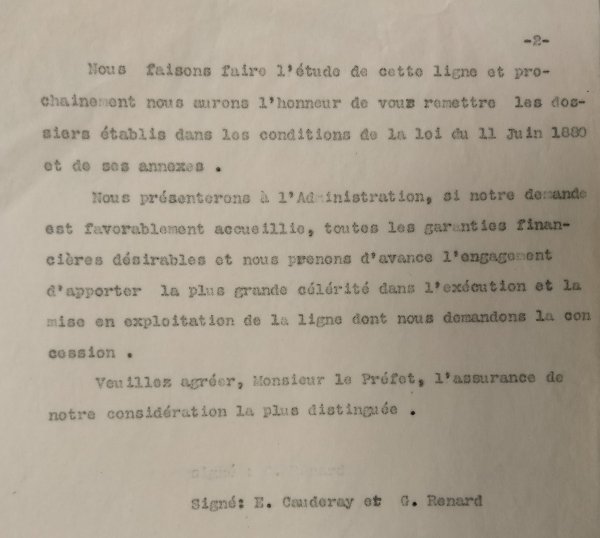 -2-
Nous faisons faire l'étude de cette ligne et pro-
chainement nous aurons l'honneur de vous remettre les dos-
siers établis dans les conditions de la loi du 11 Juin 1880
et de ses annexes .
Nous présenterons à l'Administration, si notre demande
est favorablement accueillie, toutes les garanties finan-
cières désirables et nous prenons d'avance l'engagement
d'apporter la plus grande célérité dans l'exécution et la
mise en exploitation de la ligne dont nous demandons la con
cession .
Veuillez agréer, Monsieur le Préfet, l'assurance de
notre considération la plus distinguée .
Signé : G. Renard
Signé: E. Cauderay et G. Renard